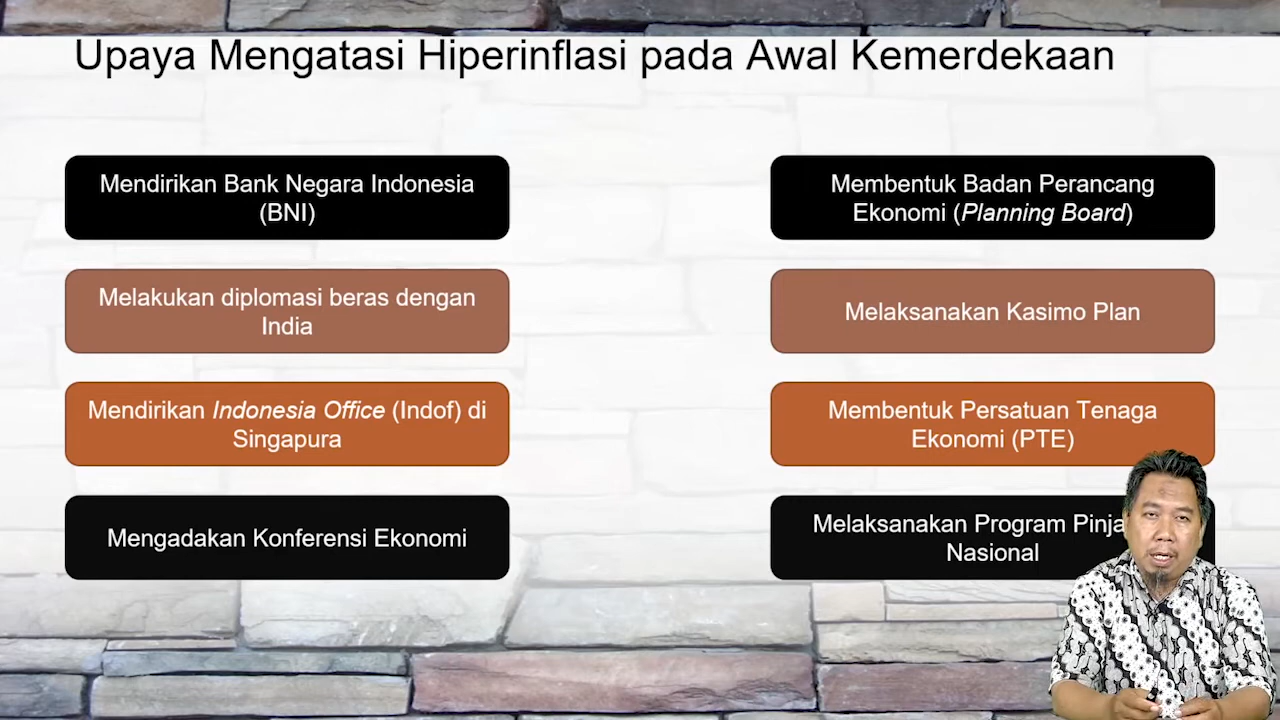 Upaya Mengatasi Hiperinflasi pada Awal Kemerdekaan
Mendirikan Bank Negara Indonesia
(BNI)
Melakukan diplomasi beras dengan
India
Mendirikan Indonesia Office (Indof) di
Singapura
Mengadakan Konferensi Ekonomi
Membentuk Badan Perancang
Ekonomi (Planning Board)
Melaksanakan Kasimo Plan
Membentuk Persatuan Tenaga
Ekonomi (PTE)
Melaksanakan Program
Nasional